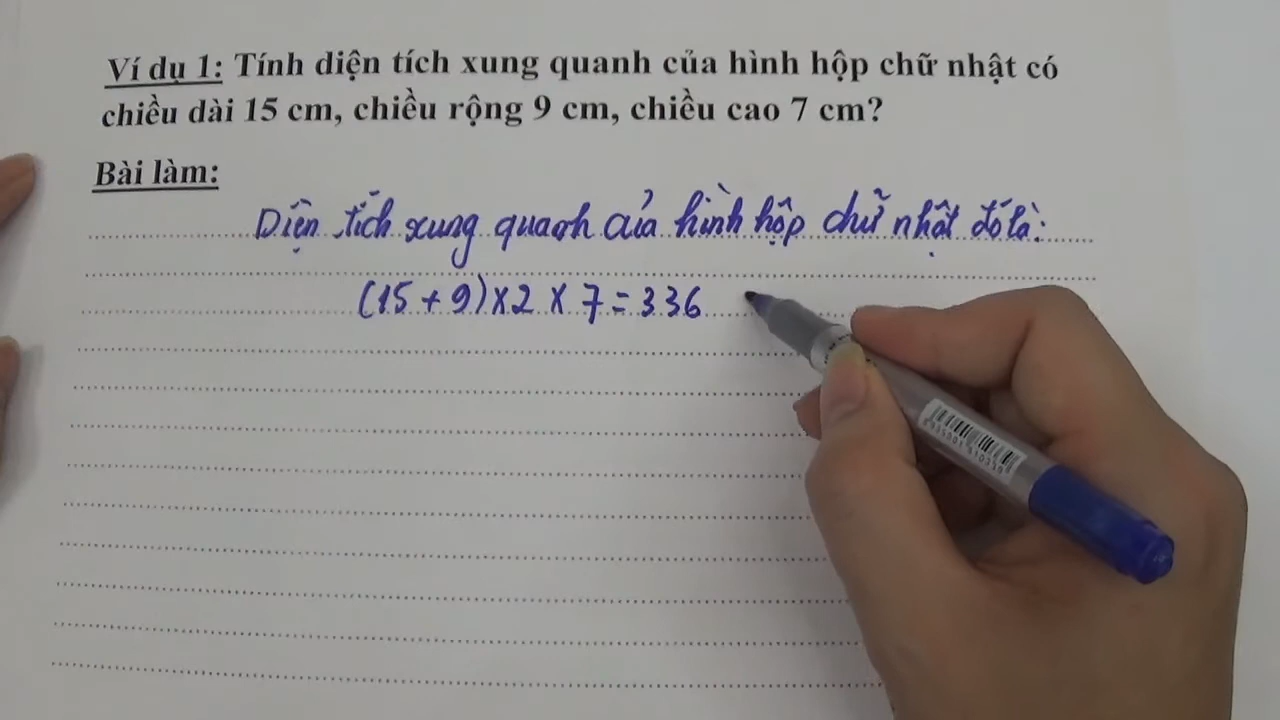 Ví dụ 1: Tính diện tích xung quanh của hình hộp chữ nhật có
chiều dài 15 cm, chiều rộng 9 cm, chiều cao 7 cm?
Bài làm:
Diện tích xung quanh của hình hộp chữ nhật đó là:
(15 + 9) x 2 x 7 = 336